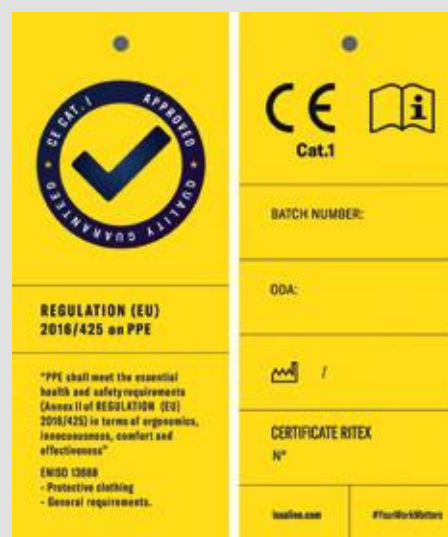 CE CAT. I APPROVED
QUALITY GUARANTEED
REGULATION (EU)
2016/425 on PPE
"PPE shall meet the essential
health and safety requirements
(Annex II of REGULATION (EU)
2016/425) in terms of ergonomics,
innocuousness, comfort and
effectiveness"
ENISO 13688
- Protective clothing
- General requirements.
CE
Cat.1
i
BATCH NUMBER:
ODA:
/
CERTIFICATE RITEX
N°
issaline.com
#YourWorkMatters